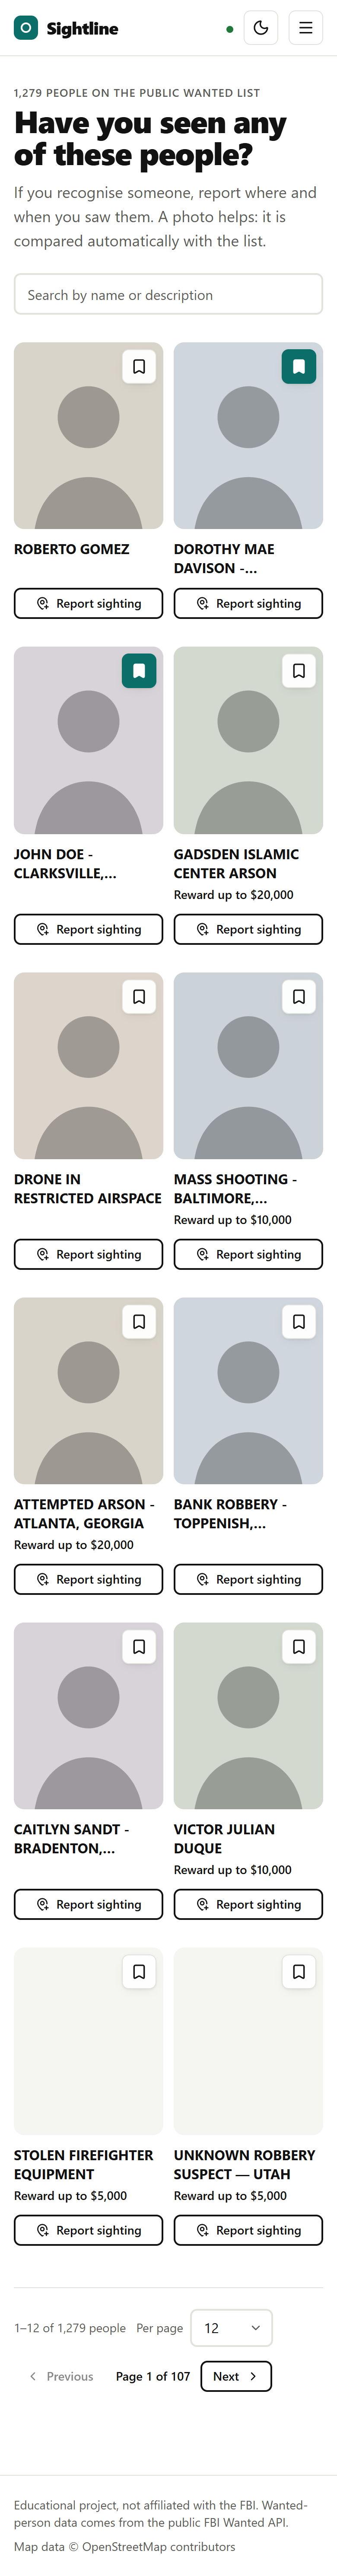 Sightline
1,279 PEOPLE ON THE PUBLIC WANTED LIST
Have you seen any
of these people?
If you recognise someone, report where and
when you saw them. A photo helps: it is
compared automatically with the list.
Search by name or description
ROBERTO GOMEZ
Report sighting
DOROTHY MAE
DAVISON -...
Report sighting
JOHN DOE -
CLARKSVILLE,...
Report sighting
GADSDEN ISLAMIC
CENTER ARSON
Reward up to $20,000
Report sighting
DRONE IN
RESTRICTED AIRSPACE
Report sighting
MASS SHOOTING -
BALTIMORE,...
Reward up to $10,000
Report sighting
ATTEMPTED ARSON -
ATLANTA, GEORGIA
Reward up to $20,000
Report sighting
BANK ROBBERY -
TOPPENISH,...
Report sighting
CAITLYN SANDT -
BRADENTON,...
Report sighting
VICTOR JULIAN
DUQUE
Reward up to $10,000
Report sighting
STOLEN FIREFIGHTER
EQUIPMENT
Reward up to $5,000
Report sighting
UNKNOWN ROBBERY
SUSPECT — UTAH
Reward up to $5,000
Report sighting
1–12 of 1,279 people Per page 12
Previous Page 1 of 107 Next
Educational project, not affiliated with the FBI. Wanted-
person data comes from the public FBI Wanted API.
Map data © OpenStreetMap contributors